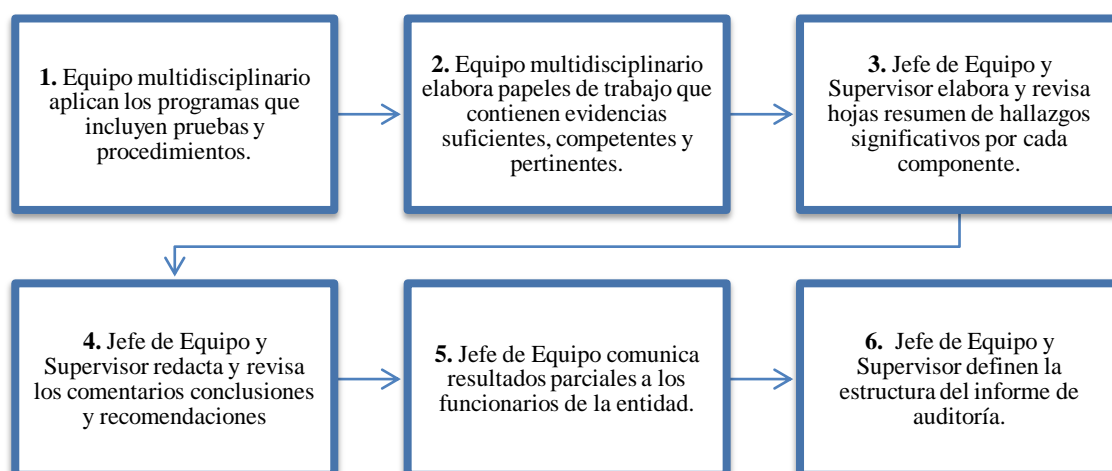 1. Equipo multidisciplinario
aplican los programas que
incluyen pruebas y
procedimientos.
2. Equipo multidisciplinario
elabora papeles de trabajo que
contienen evidencias
suficientes, competentes y
pertinentes.
3. Jefe de Equipo y
Supervisor elabora y revisa
hojas resumen de hallazgos
significativos por cada
componente.
4. Jefe de Equipo y
Supervisor redacta y revisa
los comentarios conclusiones
y recomendaciones
5. Jefe de Equipo comunica
resultados parciales a los
funcionarios de la entidad.
6. Jefe de Equipo y
Supervisor definen la
estructura del informe de
auditoría.